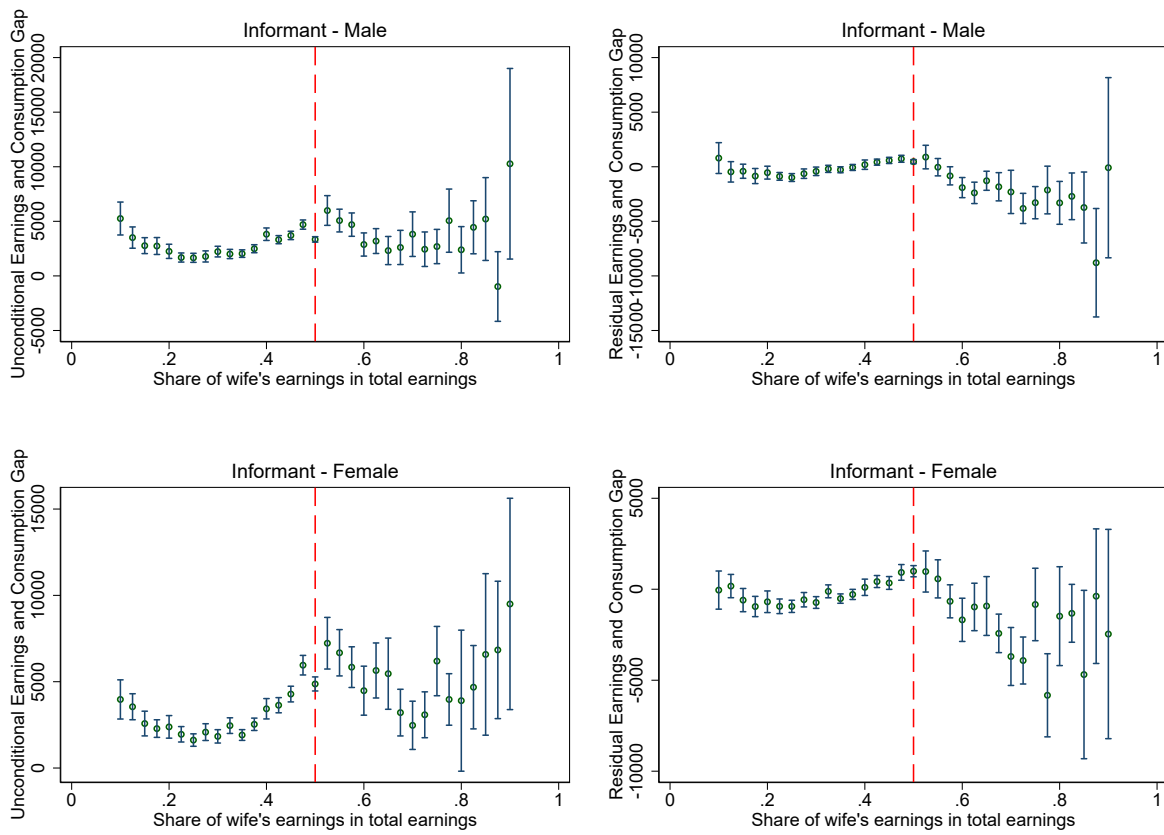 Informant - Male
Unconditional Earnings and Consumption Gap
20000
15000
10000
5000
0
-5000
0 .2 .4 .6 .8 1
Share of wife's earnings in total earnings
Informant - Male
Residual Earnings and Consumption Gap
10000
5000
0
-5000
-10000
-15000
0 .2 .4 .6 .8 1
Share of wife's earnings in total earnings
Informant - Female
Unconditional Earnings and Consumption Gap
15000
10000
5000
0
0 .2 .4 .6 .8 1
Share of wife's earnings in total earnings
Informant - Female
Residual Earnings and Consumption Gap
5000
0
-5000
-10000
0 .2 .4 .6 .8 1
Share of wife's earnings in total earnings